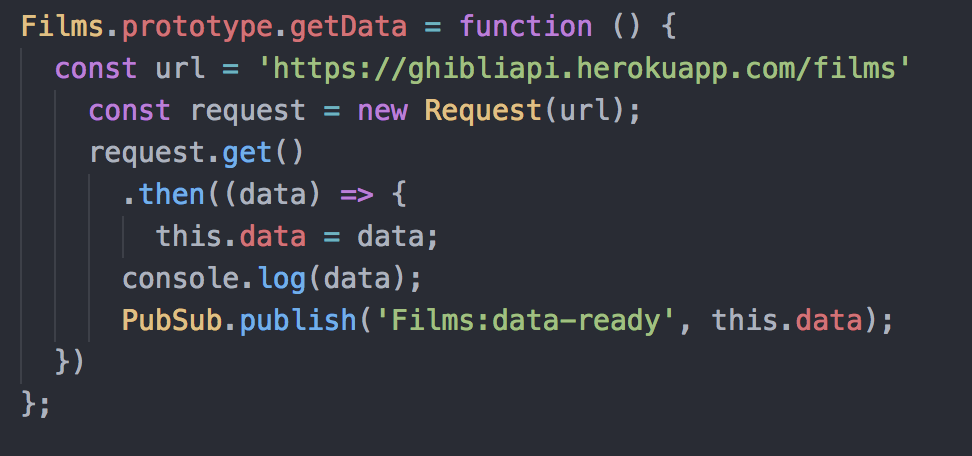 Films.prototype.getData = function () {
  const url = 'https://ghibliapi.herokuapp.com/films'
    const request = new Request(url);
    request.get()
      .then((data) => {
        this.data = data;
      console.log(data);
      PubSub.publish('Films:data-ready', this.data);
  })
};